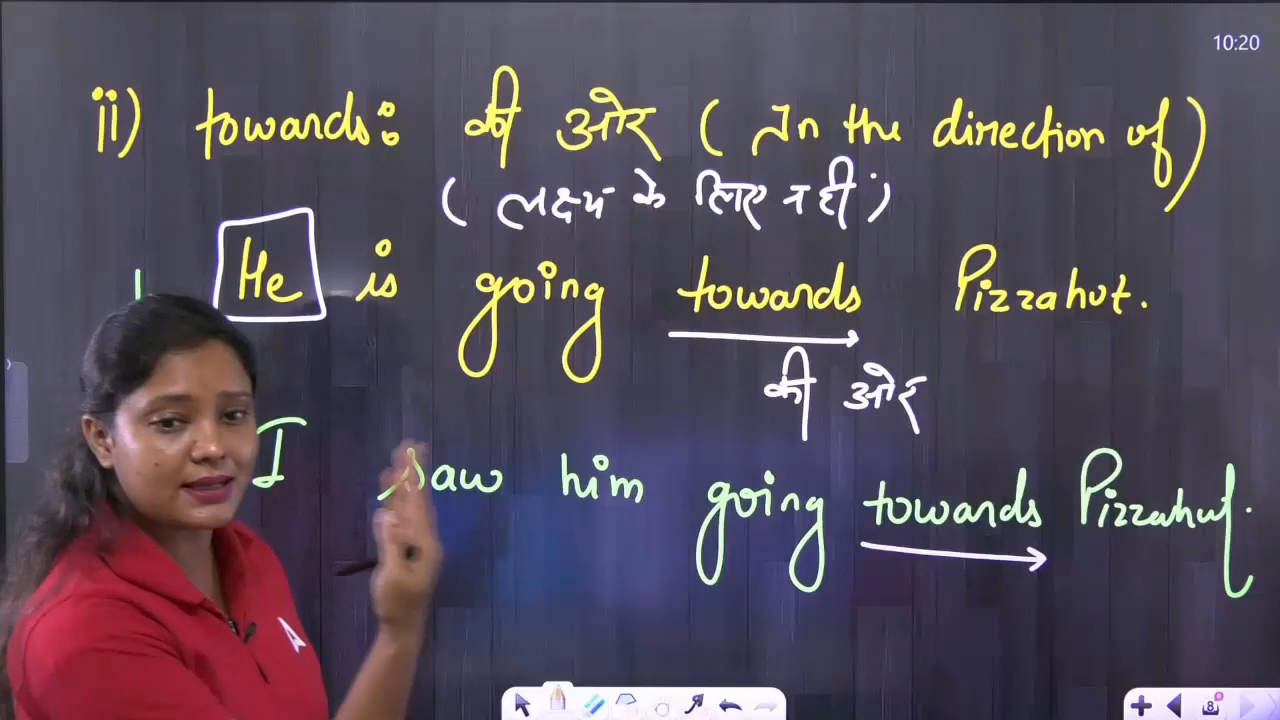 10:20
ii) towards: की ओर (In the direction of)
(लक्ष्य के लिए नहीं)
He is going towards Pizzahut.
की ओर
I saw him going towards Pizzahut.
8